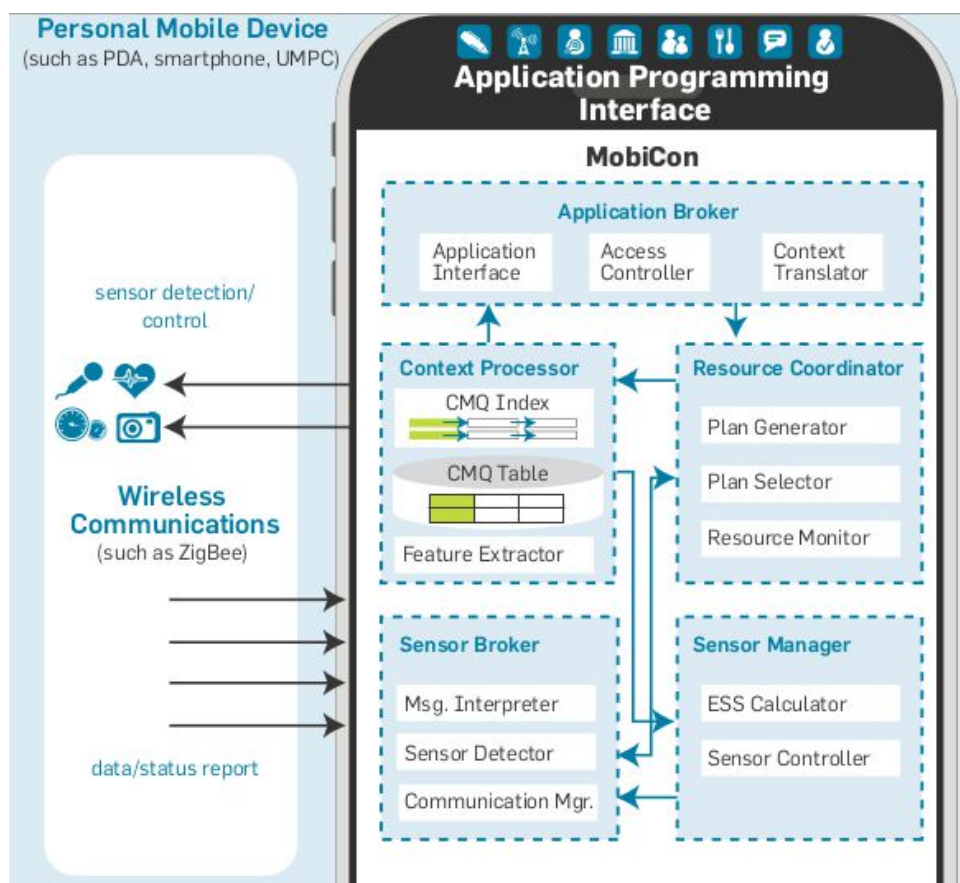 Personal Mobile Device
(such as PDA, smartphone, UMPC)
Application Programming
Interface
MobiCon
Application Broker
Application
Interface
Access
Controller
Context
Translator
sensor detection/
control
Context Processor
CMQ Index
CMQ Table
Feature Extractor
Resource Coordinator
Plan Generator
Plan Selector
Resource Monitor
Wireless
Communications
(such as ZigBee)
Sensor Broker
Msg. Interpreter
Sensor Detector
Communication Mgr.
Sensor Manager
ESS Calculator
Sensor Controller
data/status report